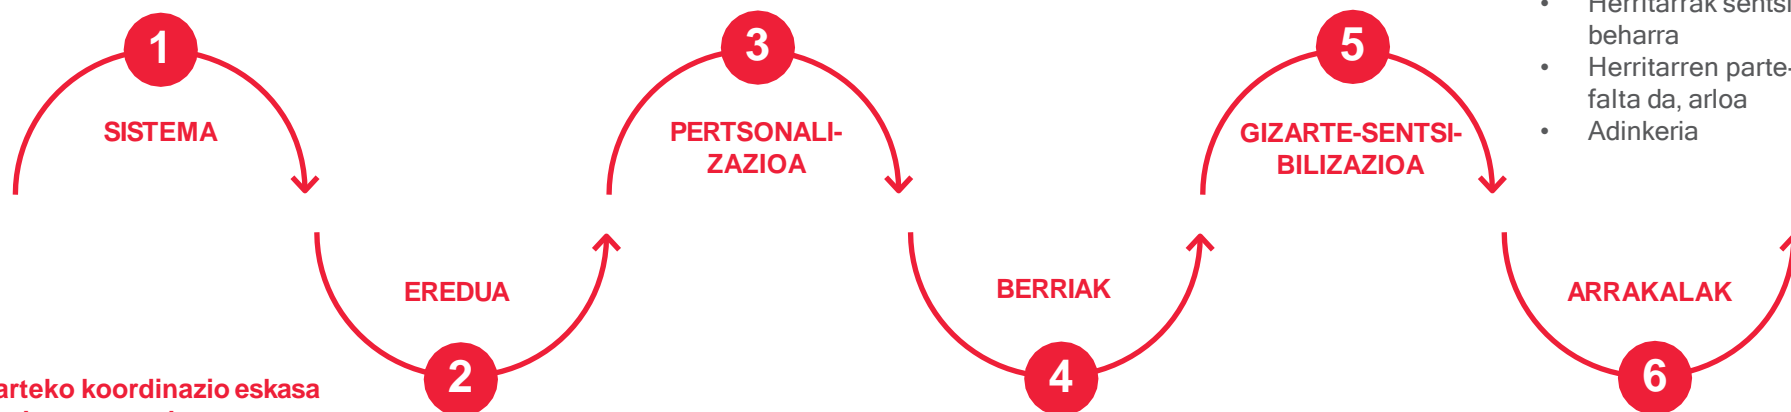 1
SISTEMA
EREDUA
2
3
PERTSONALI-
ZAZIOA
BERRIAK
4
5
GIZARTE-SENTSI-
BILIZAZIOA
ARRAKALAK
6
• Herritarrak
beharra
• Herritarren parte-
falta da, arloa
• Adinkeria
arteko koordinazio eskasa